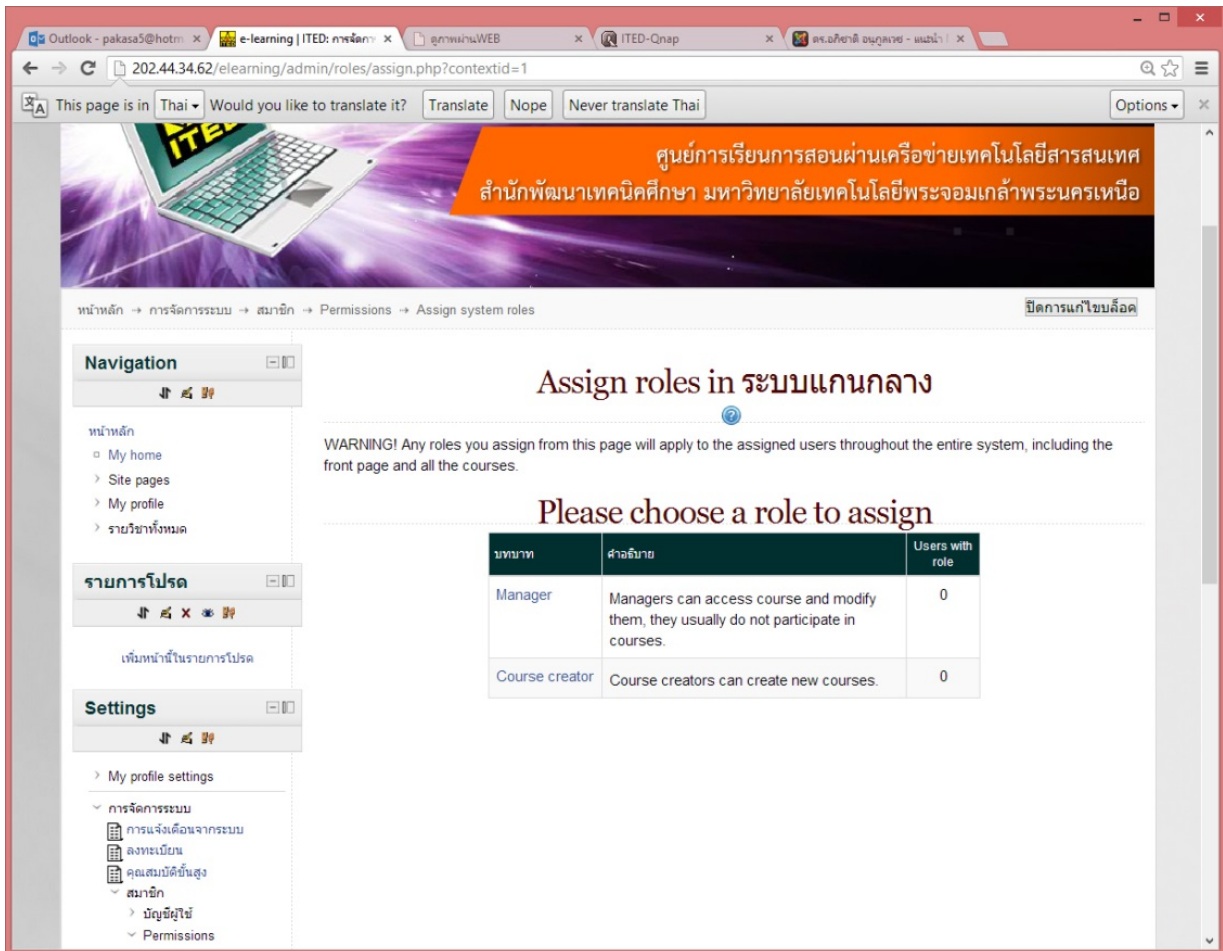 Outlook - pakasa5@hotm
e-learning | ITED: การจัดกา
ดูภาพผ่านWEB
ITED-Qnap
ดร.อภิชาติ อนุกูลเวช - แนะนำ |
202.44.34.62/elearning/admin/roles/assign.php?contextid=1
This page is in Thai Would you like to translate it? Translate Nope Never translate Thai Options
ITED
ศูนย์การเรียนการสอนผ่านเครือข่ายเทคโนโลยีสารสนเทศ
สำนักพัฒนาเทคนิคศึกษา มหาวิทยาลัยเทคโนโลยีพระจอมเกล้าพระนครเหนือ
หน้าหลัก → การจัดการระบบ → สมาชิก → Permissions → Assign system roles
ปิดการแก้ไขบล็อค
Navigation
หน้าหลัก
My home
Site pages
My profile
รายวิชาทั้งหมด
รายการโปรด
เพิ่มหน้านี้ในรายการโปรด
Settings
My profile settings
การจัดการระบบ
การแจ้งเตือนจากระบบ
ลงทะเบียน
คุณสมบัติขั้นสูง
สมาชิก
บัญชีผู้ใช้
Permissions
Assign roles in ระบบแกนกลาง
WARNING! Any roles you assign from this page will apply to the assigned users throughout the entire system, including the
front page and all the courses.
Please choose a role to assign
บทบาท คำอธิบาย Users with
role
Manager Managers can access course and modify 0
them, they usually do not participate in
courses.
Course creator Course creators can create new courses. 0